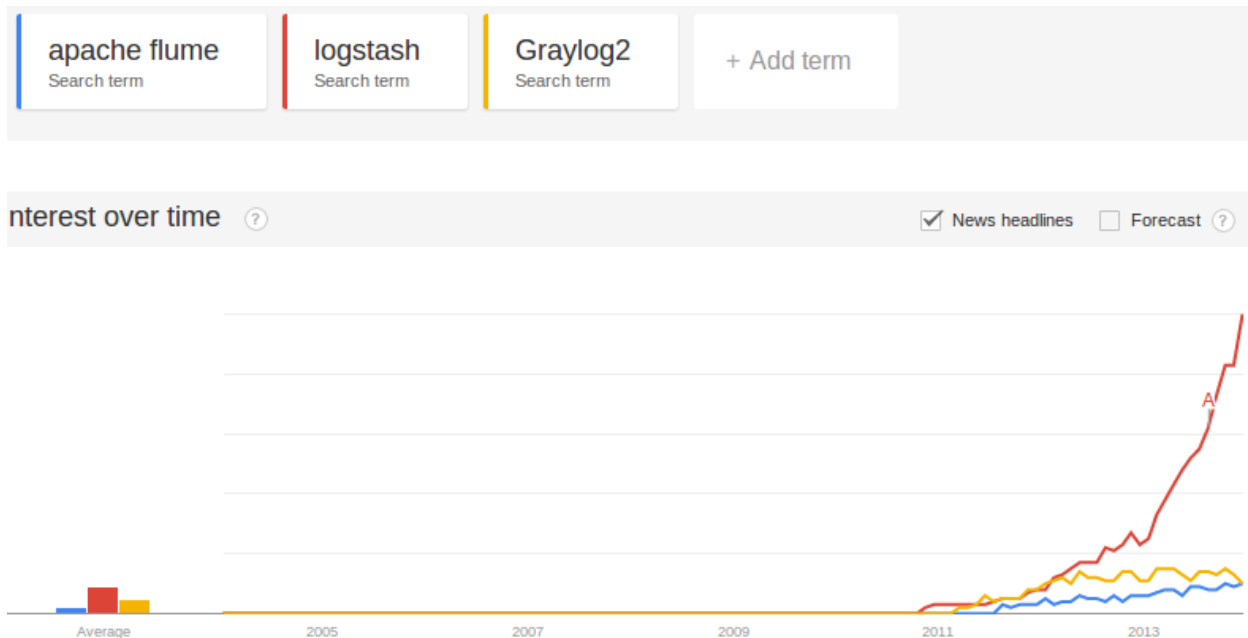 apache flume
Search term
logstash
Search term
Graylog2
Search term
+ Add term
nterest over time ?
News headlines
Forecast ?
A
Average
2005
2007
2009
2011
2013